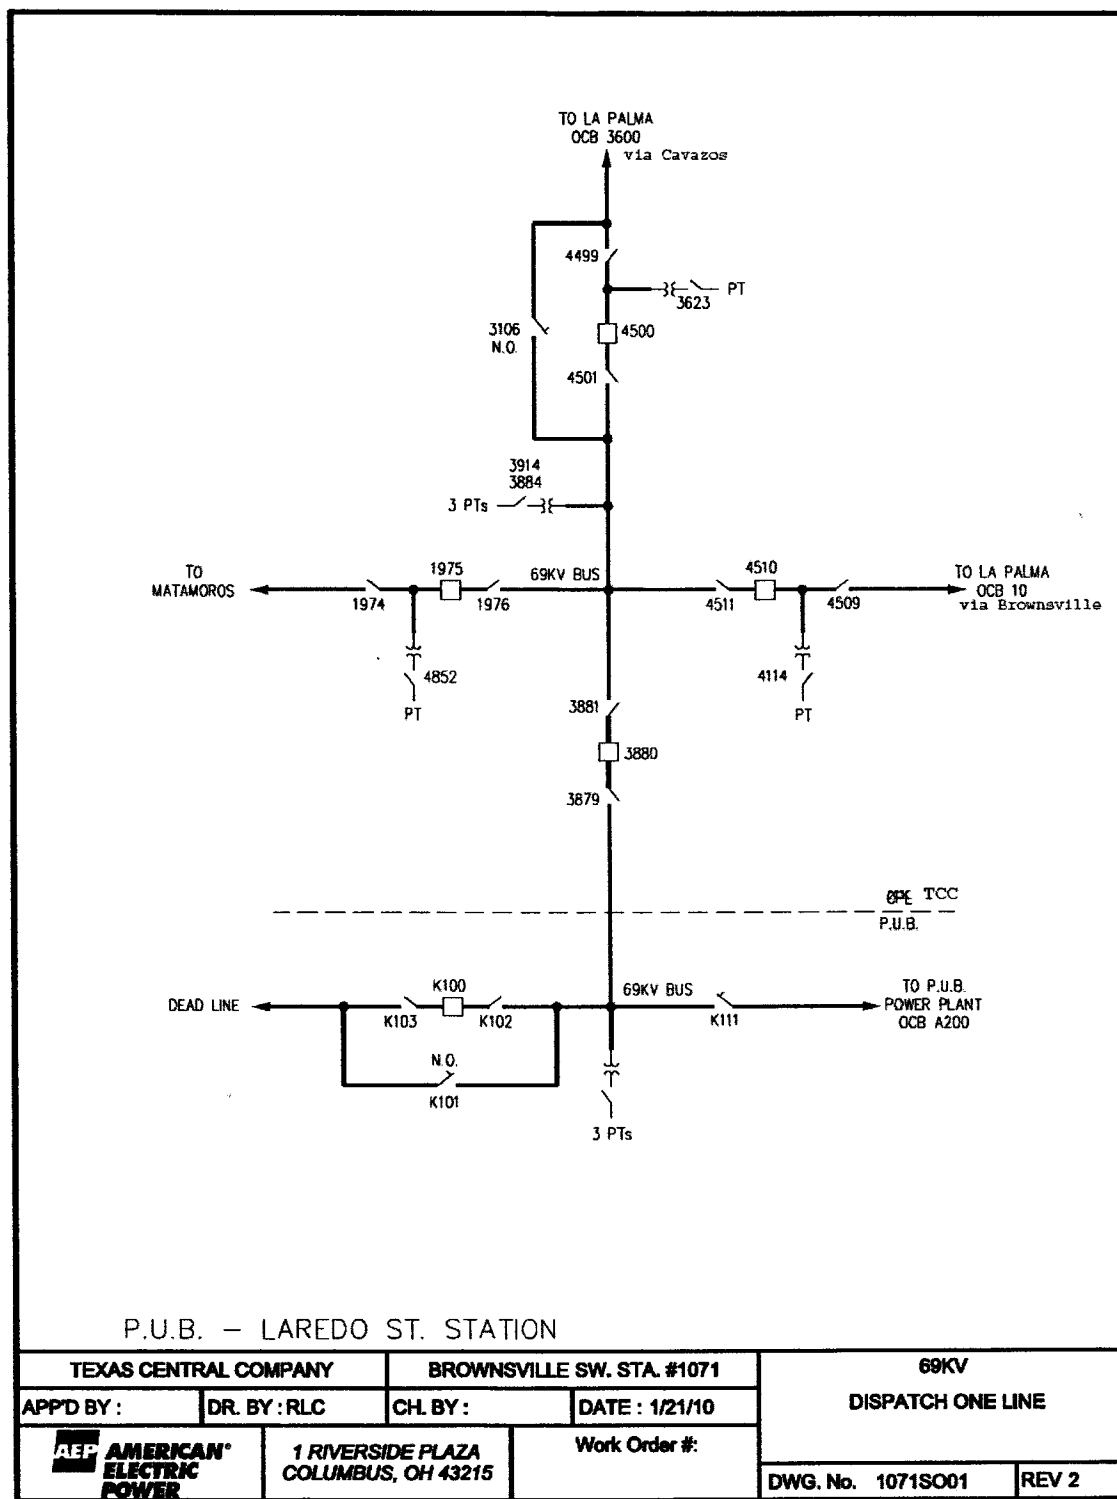 TO LA PALMA
OCB 3600
via Cavazos
4499
3623
PT
3106
N.O.
4500
4501
3914
3884
3 PTs
TO
MATAMOROS
1974
1975
1976
69KV BUS
4511
4510
4509
TO LA PALMA
OCB 10
via Brownsville
4852
PT
4114
PT
3881
3880
3879
TCC
P.U.B.
DEAD LINE
K103
K100
K102
69KV BUS
K111
TO P.U.B.
POWER PLANT
OCB A200
N.O.
K101
3 PTs
P.U.B. – LAREDO ST. STATION
TEXAS CENTRAL COMPANY
BROWNSVILLE SW. STA. #1071
69KV
DISPATCH ONE LINE
APP'D BY :
DR. BY : RLC
CH. BY :
DATE : 1/21/10
AEP AMERICAN®
ELECTRIC
POWER
1 RIVERSIDE PLAZA
COLUMBUS, OH 43215
Work Order #:
DWG. No. 1071SO01
REV 2